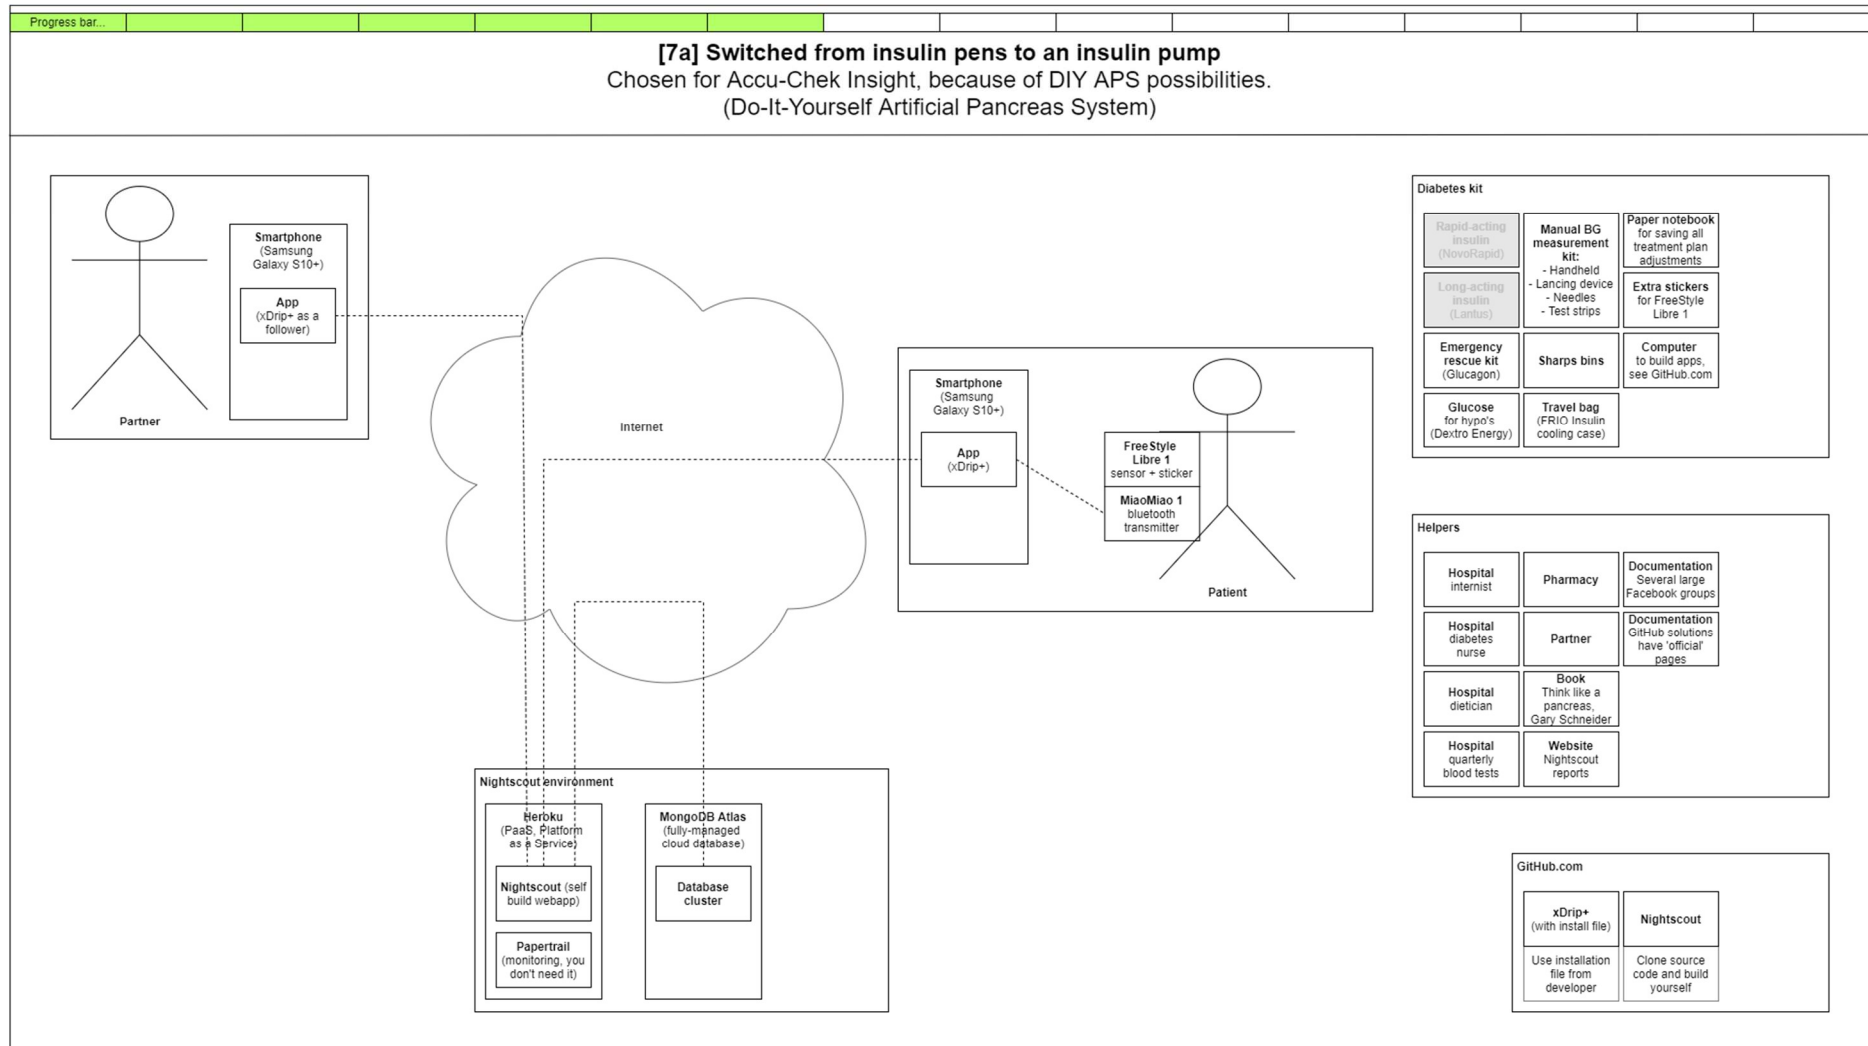 Progress bar...
[7a] Switched from insulin pens to an insulin pump
Chosen for Accu-Chek Insight, because of DIY APS possibilities.
(Do-It-Yourself Artificial Pancreas System)
Smartphone
(Samsung
Galaxy S10+)
App
(xDrip+ as a
follower)
Partner
Internet
Smartphone
(Samsung
Galaxy S10+)
App
(xDrip+)
FreeStyle
Libre 1
sensor + sticker
MiaoMiao 1
bluetooth
transmitter
Patient
Nightscout environment
Heroku
(PaaS, Platform
as a Service)
Nightscout (self
build webapp)
Papertrail
(monitoring, you
don't need it)
MongoDB Atlas
(fully-managed
cloud database)
Database
cluster
Diabetes kit
Rapid-acting
insulin
(NovoRapid)
Manual BG
measurement
kit:
- Handheld
- Lancing device
- Needles
- Test strips
Paper notebook
for saving all
treatment plan
adjustments
Long-acting
insulin
(Lantus)
Extra stickers
for FreeStyle
Libre 1
Emergency
rescue kit
(Glucagon)
Sharps bins
Computer
to build apps,
see GitHub.com
Glucose
for hypo's
(Dextro Energy)
Travel bag
(FRIO Insulin
cooling case)
Helpers
Hospital
internist
Pharmacy
Documentation
Several large
Facebook groups
Hospital
diabetes
nurse
Partner
Documentation
GitHub solutions
have 'official'
pages
Hospital
dietician
Book
Think like a
pancreas,
Gary Schneider
Hospital
quarterly
blood tests
Website
Nightscout
reports
GitHub.com
xDrip+
(with install file)
Nightscout
Use installation
file from
developer
Clone source
code and build
yourself